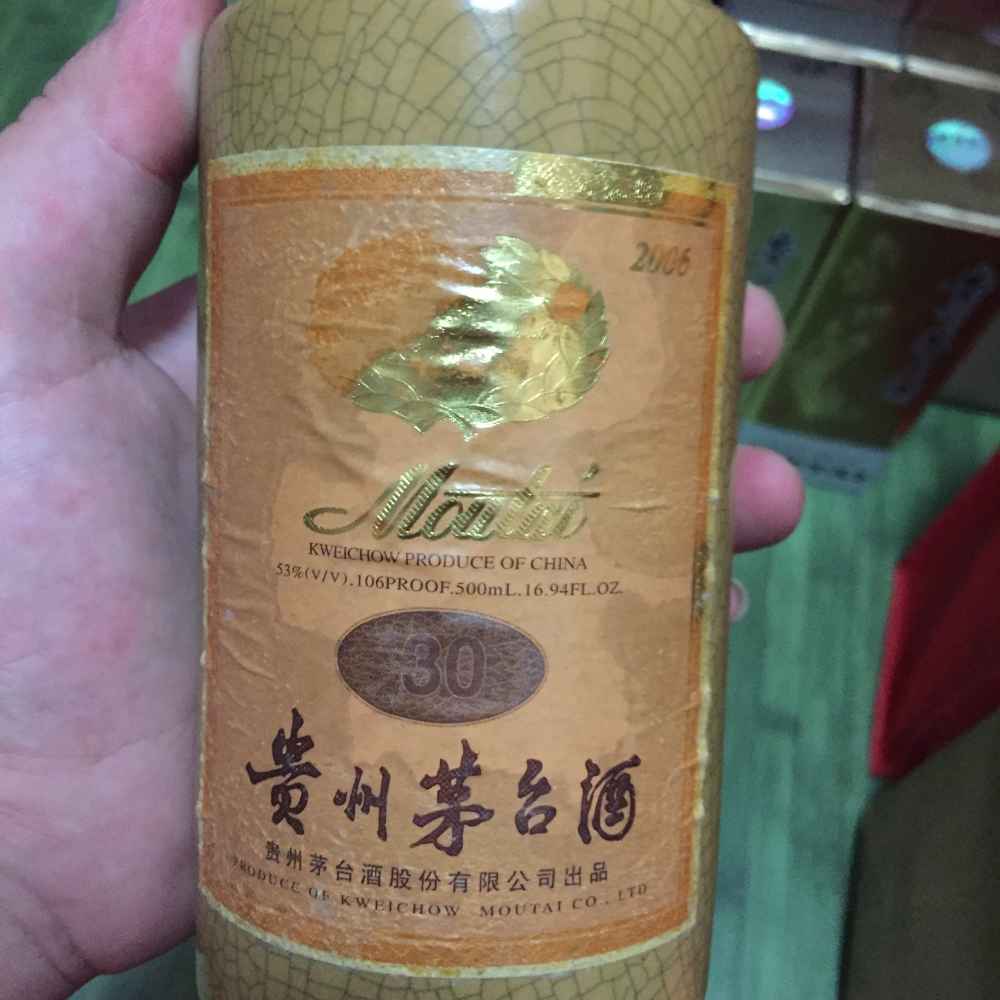 2006
Moutai
KWEICHOW PRODUCE OF CHINA
53%(V/V).106PROOF.500mL.16.94FL.OZ.
30
贵州茅台酒
贵州茅台酒股份有限公司出品
PRODUCE OF KWEICHOW MOUTAI CO., LTD